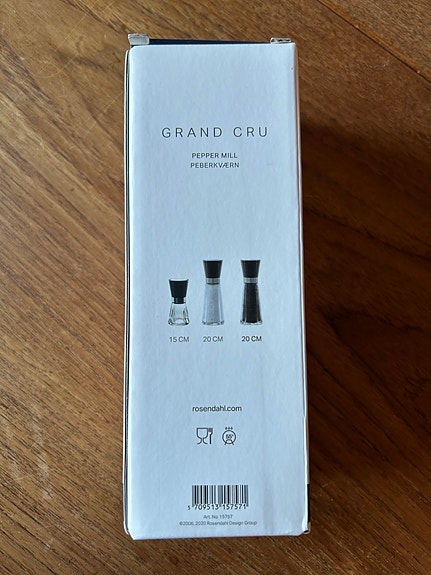 GRAND CRU
PEPPER MILL
PEBERKVÆRN
15 CM 20 CM 20 CM
rosendahl.com
5 709513 157571
Art. No. 15757
©2006, 2020 Rosendahl Design Group